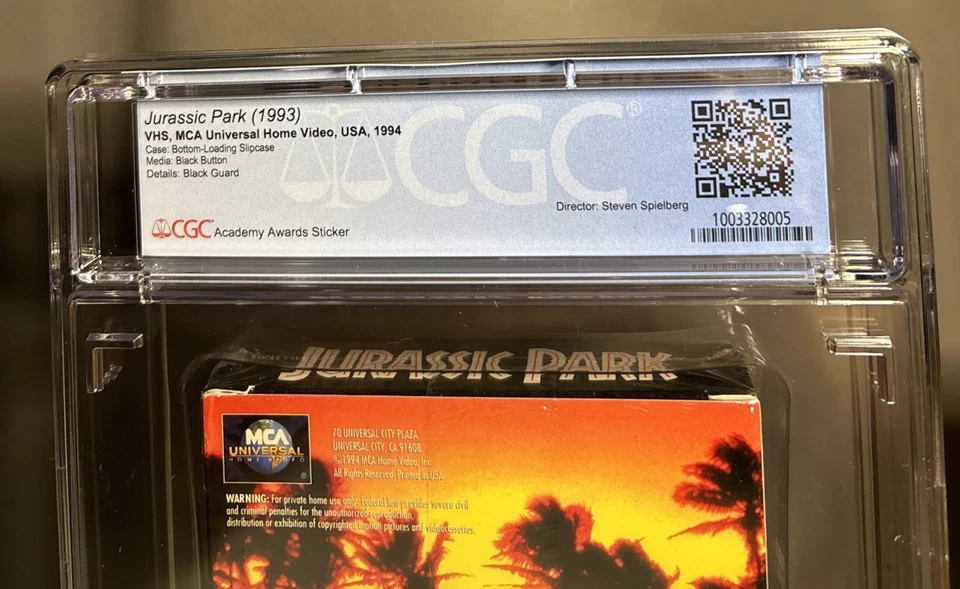 Jurassic Park (1993)
VHS, MCA Universal Home Video, USA, 1994
Case: Bottom-Loading Slipcase
Media: Black Button
Details: Black Guard
CGC®
Director: Steven Spielberg
1003328005
CGC Academy Awards Sticker
JURASSIC PARK
MCA
UNIVERSAL
HOME VIDEO
®
70 UNIVERSAL CITY PLAZA,
UNIVERSAL CITY, CA 91608
©1994 MCA Home Video, Inc.
All Rights Reserved. Printed in USA.
WARNING: For private home use only. Federal law provides severe civil
and criminal penalties for the unauthorized reproduction,
distribution or exhibition of copyrighted motion pictures and videocassettes.